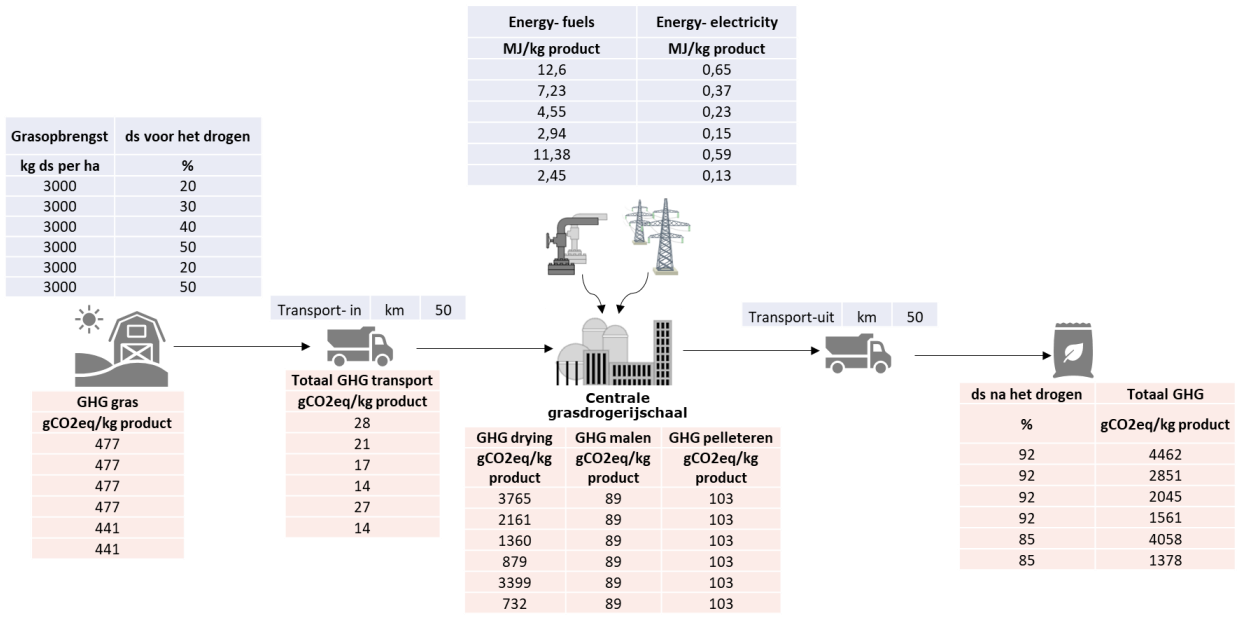 Energy- fuels Energy- electricity
MJ/kg product MJ/kg product
12,6 0,65
7,23 0,37
4,55 0,23
2,94 0,15
11,38 0,59
2,45 0,13
Grasopbrengst ds voor het drogen
kg ds per ha %
3000 20
3000 30
3000 40
3000 50
3000 20
3000 50
Transport- in km 50
Transport-uit km 50
GHG gras
gCO2eq/kg product
477
477
477
477
441
441
Totaal GHG transport
gCO2eq/kg product
28
21
17
14
27
14
Centrale
grasdrogerijschaal
GHG drying GHG malen GHG pelleteren
gCO2eq/kg gCO2eq/kg gCO2eq/kg
product product product
3765 89 103
2161 89 103
1360 89 103
879 89 103
3399 89 103
732 89 103
ds na het drogen Totaal GHG
% gCO2eq/kg product
92 4462
92 2851
92 2045
92 1561
85 4058
85 1378